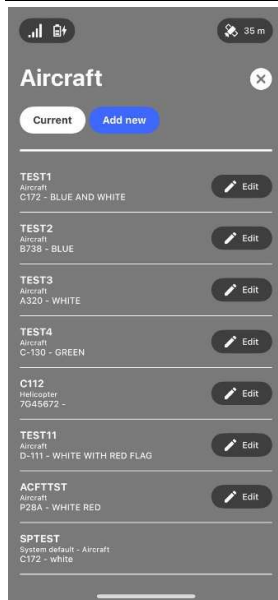 35 m
Aircraft
Current
Add new
TEST1
Aircraft
C172 - BLUE AND WHITE
Edit
TEST2
Aircraft
B738 - BLUE
Edit
TEST3
Aircraft
A320 - WHITE
Edit
TEST4
Aircraft
C-130 - GREEN
Edit
C112
Helicopter
7G45672 -
Edit
TEST11
Aircraft
D-111 - WHITE WITH RED FLAG
Edit
ACFTTST
Aircraft
P28A - WHITE RED
Edit
SPTEST
System default - Aircraft
C172 - white